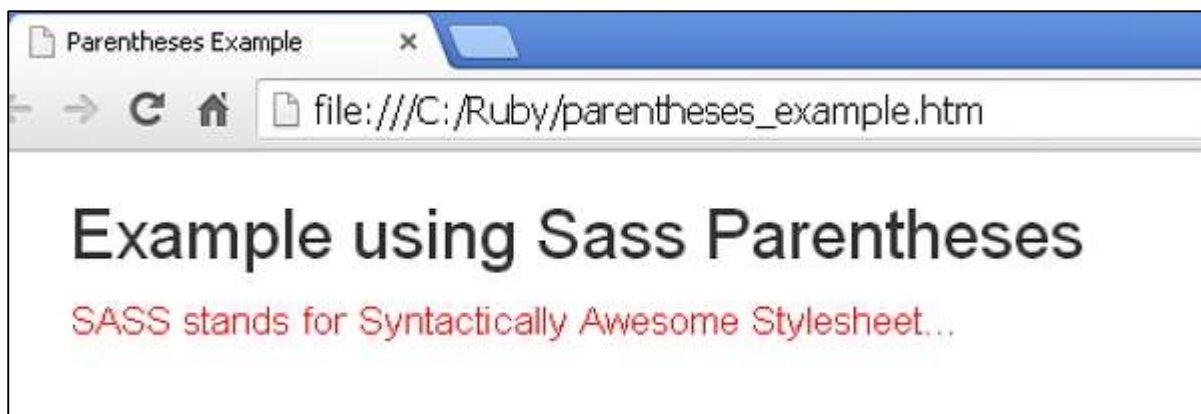 Parentheses Example
file:///C:/Ruby/parentheses_example.htm
Example using Sass Parentheses
SASS stands for Syntactically Awesome Stylesheet...